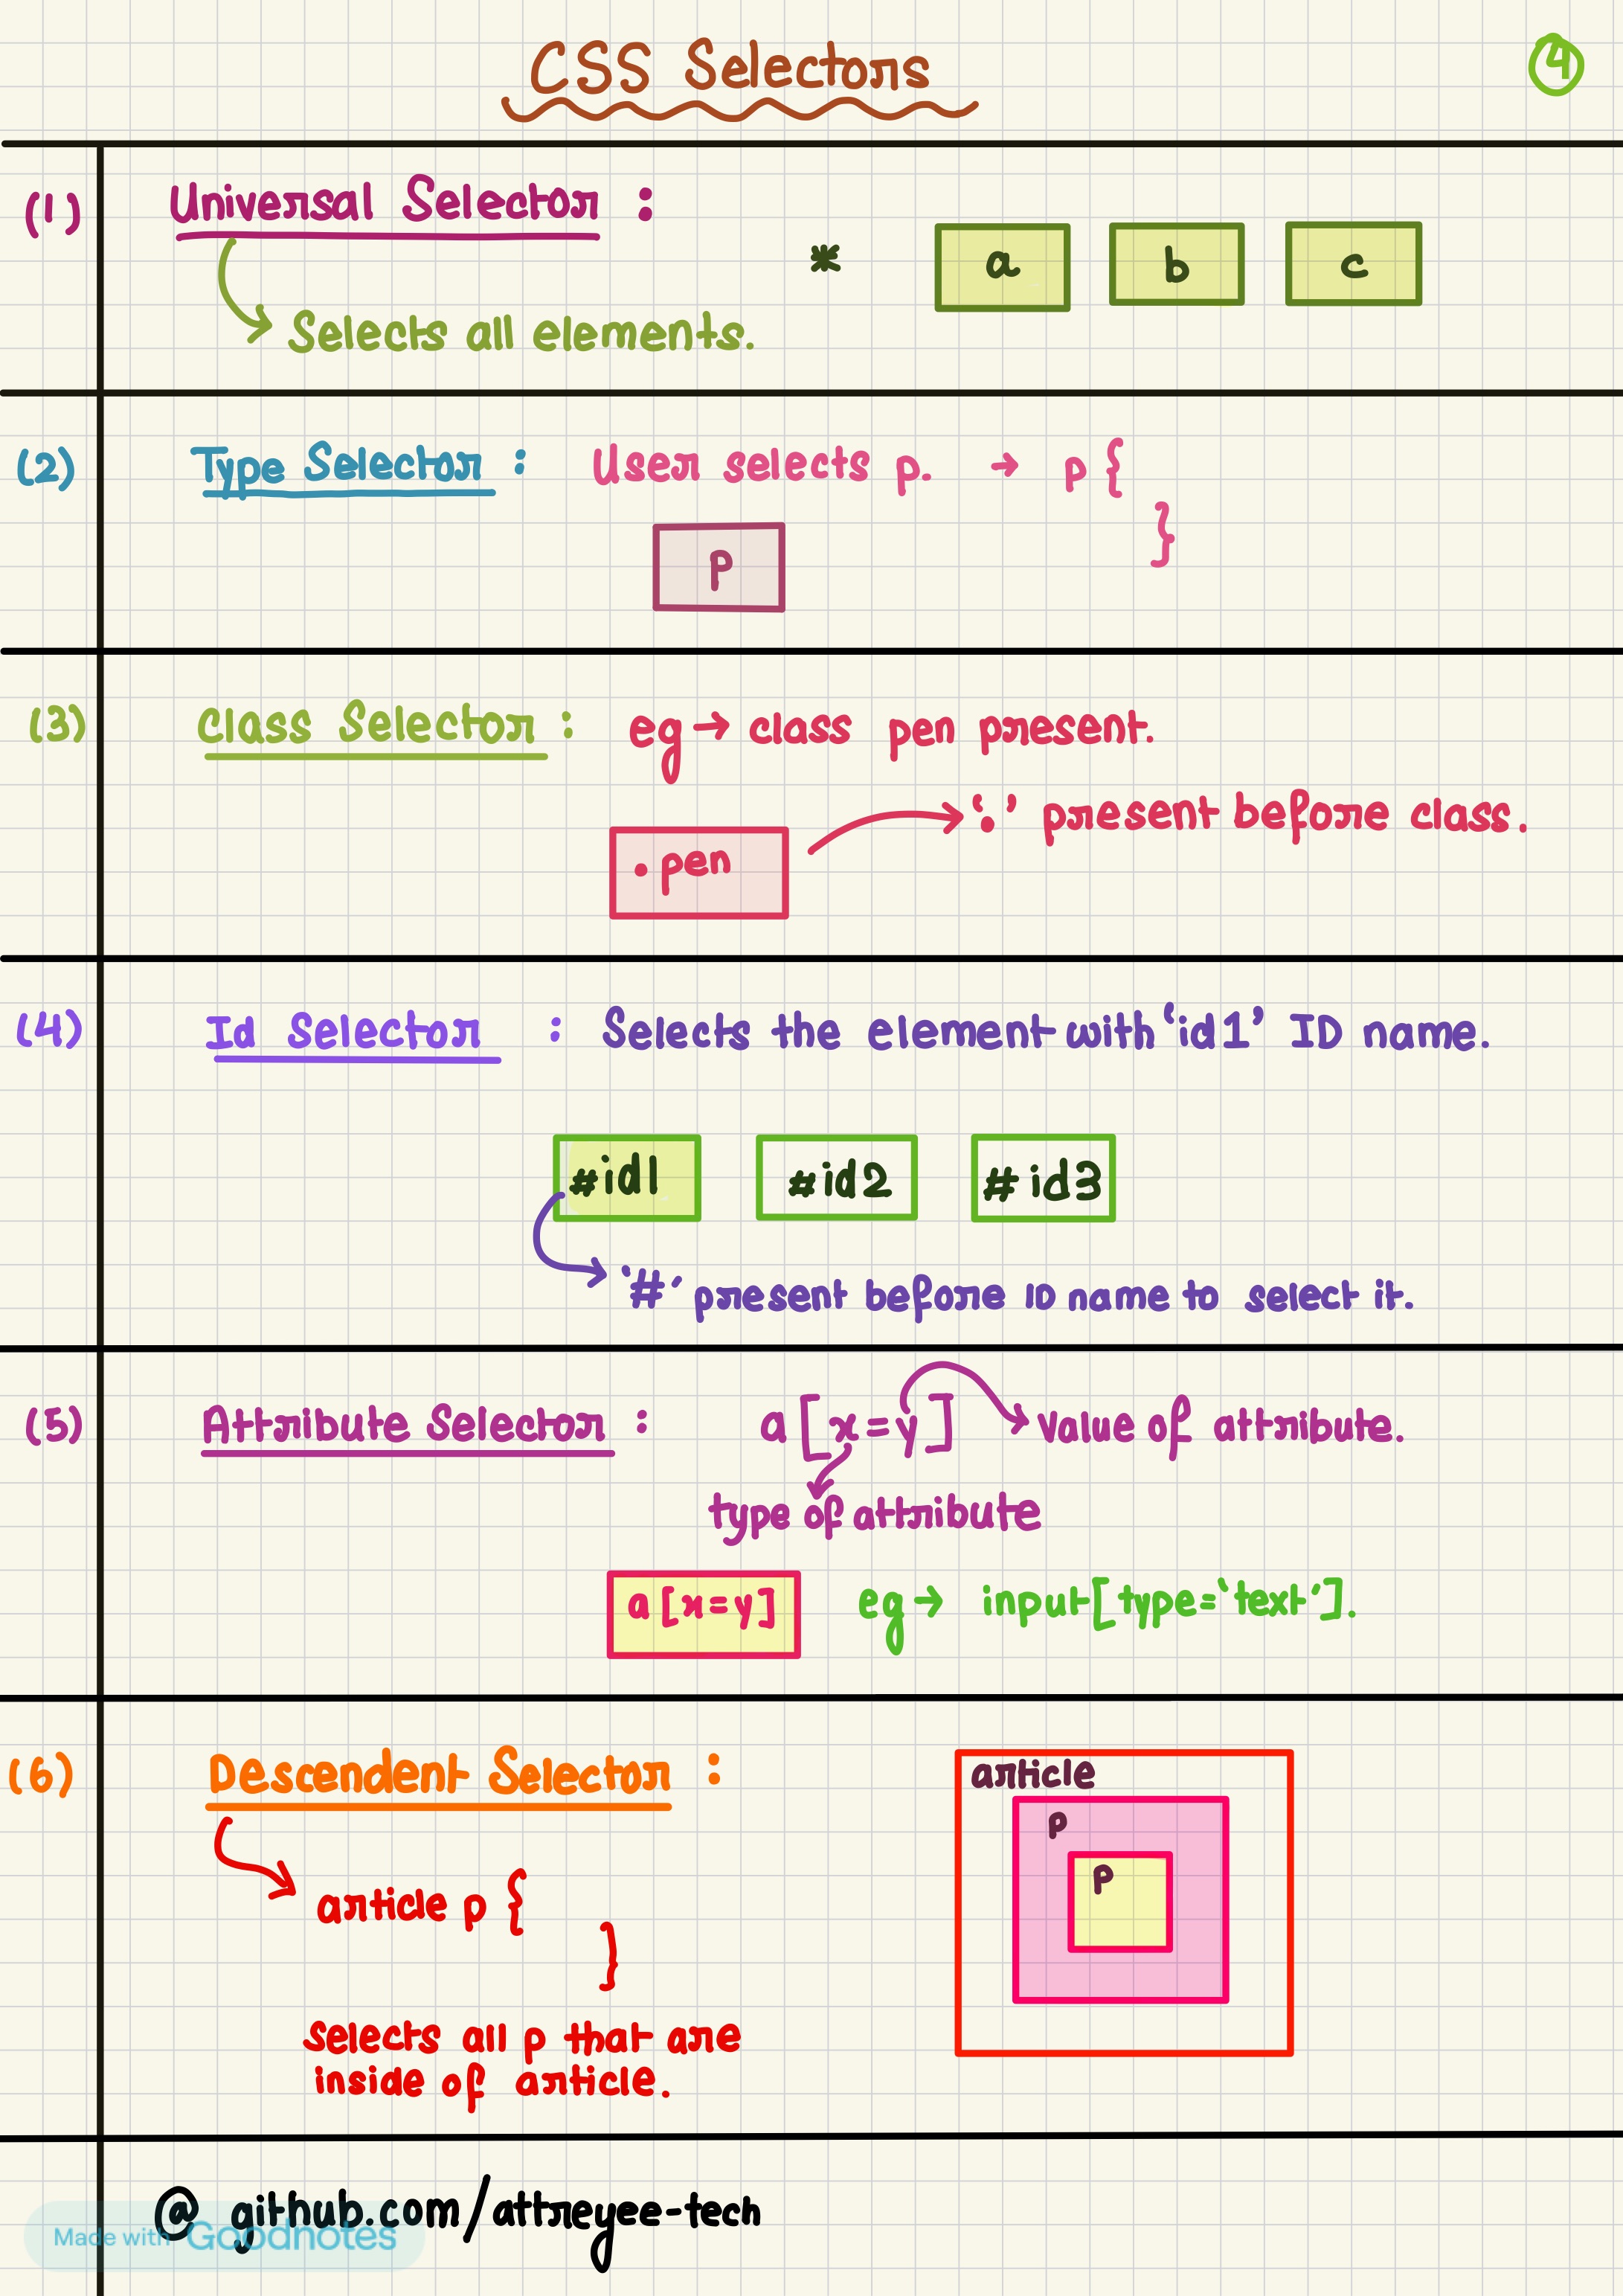 CSS Selectors
4
(1) Universal Selector :
* a b c
Selects all elements.
(2) Type Selector : User selects p. → p {
}
p
(3) Class Selector : eg → class pen present.
'.' present before class.
.pen
(4) Id Selector : Selects the element with 'id1' ID name.
#id1 #id2 #id3
'#' present before ID name to select it.
(5) Attribute Selector : a [x=y] Value of attribute.
type of attribute
a [x=y] eg → input[type='text'].
(6) Descendent Selector :
article
p
p
article p {
}
selects all p that are
inside of article.
@ github.com/attreyee-tech
Made with Goodnotes